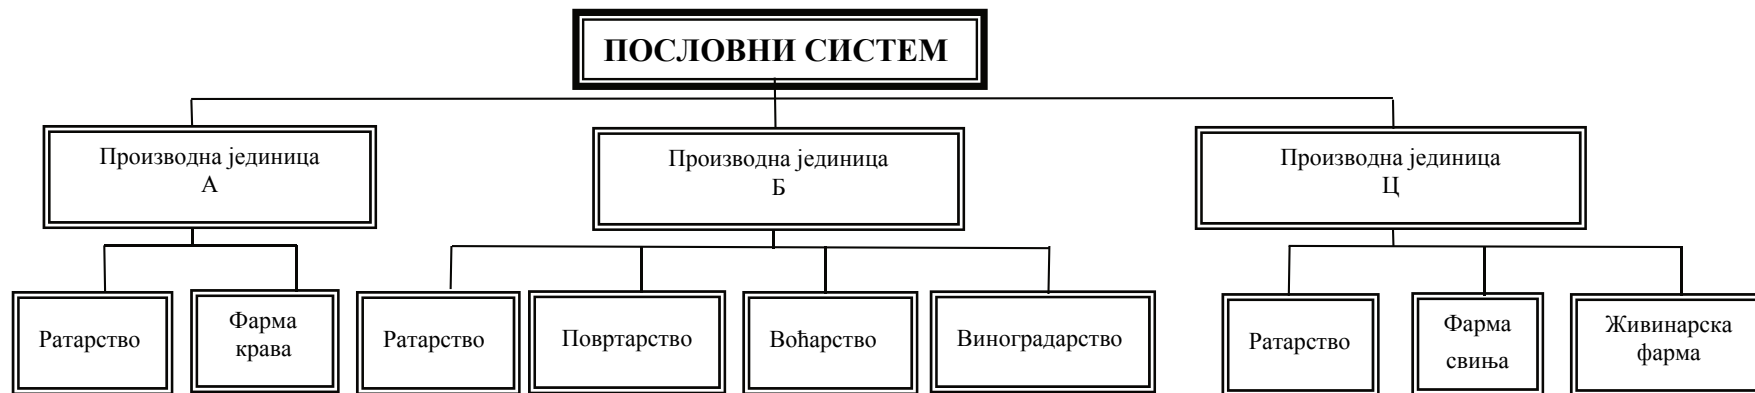 ПОСЛОВНИ СИСТЕМ
Производна јединица
А
Производна јединица
Б
Производна јединица
Ц
Ратарство
Фарма
крава
Ратарство
Повртарство
Воћарство
Виноградарство
Ратарство
Фарма
свиња
Живинарска
фарма